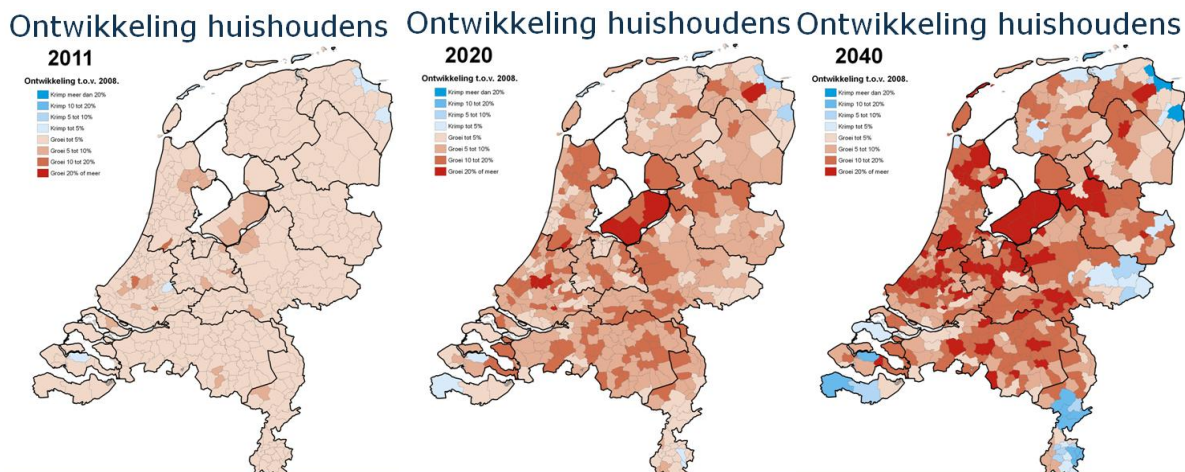 Ontwikkeling huishoudens
2011
Ontwikkeling t.o.v. 2008.
Krimp meer dan 20%
Krimp 10 tot 20%
Krimp 5 tot 10%
Krimp tot 5%
Groei tot 5%
Groei 5 tot 10%
Groei 10 tot 20%
Groei 20% of meer
Ontwikkeling huishoudens
2020
Ontwikkeling t.o.v. 2008.
Krimp meer dan 20%
Krimp 10 tot 20%
Krimp 5 tot 10%
Krimp tot 5%
Groei tot 5%
Groei 5 tot 10%
Groei 10 tot 20%
Groei 20% of meer
Ontwikkeling huishoudens
2040
Ontwikkeling t.o.v. 2008.
Krimp meer dan 20%
Krimp 10 tot 20%
Krimp 5 tot 10%
Krimp tot 5%
Groei tot 5%
Groei 5 tot 10%
Groei 10 tot 20%
Groei 20% of meer